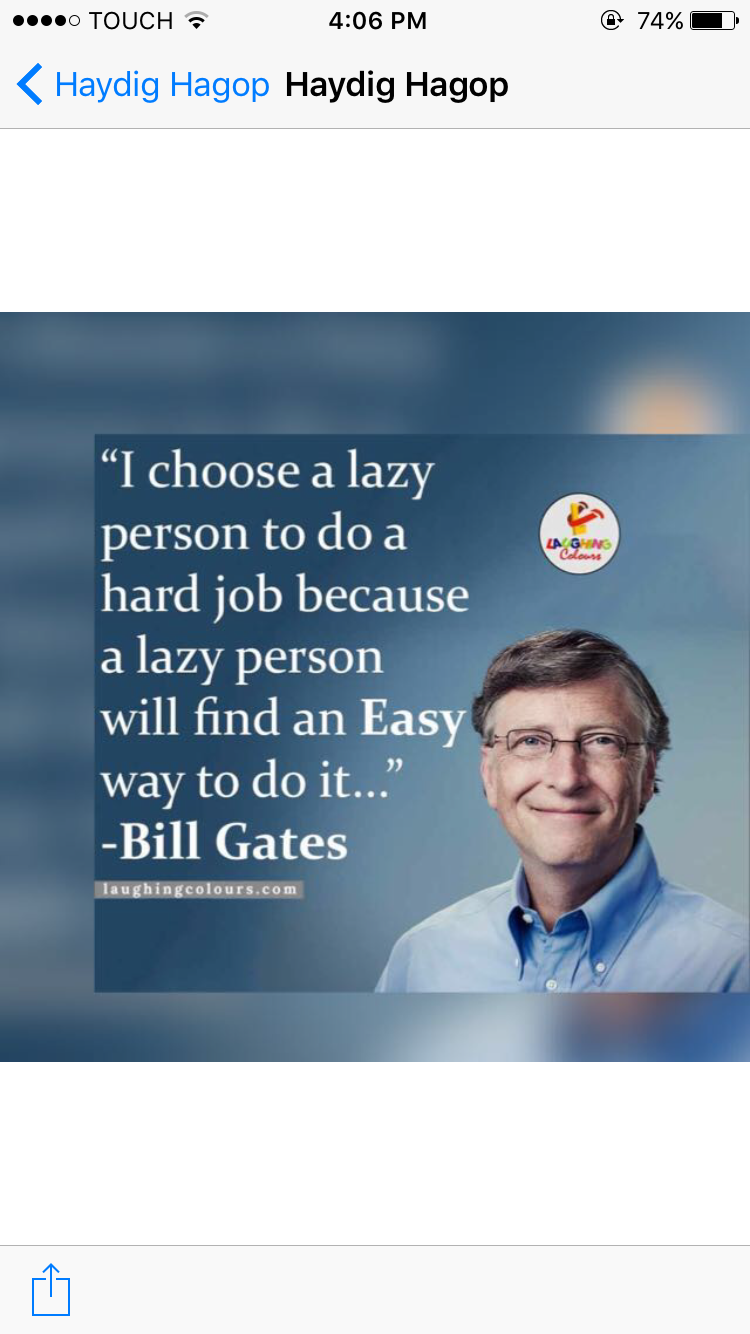 TOUCH 4:06 PM 74%
Haydig Hagop Haydig Hagop
“I choose a lazy
person to do a
hard job because
a lazy person
will find an Easy
way to do it...”
-Bill Gates
laughingcolours.com
LAUGHING
Colours